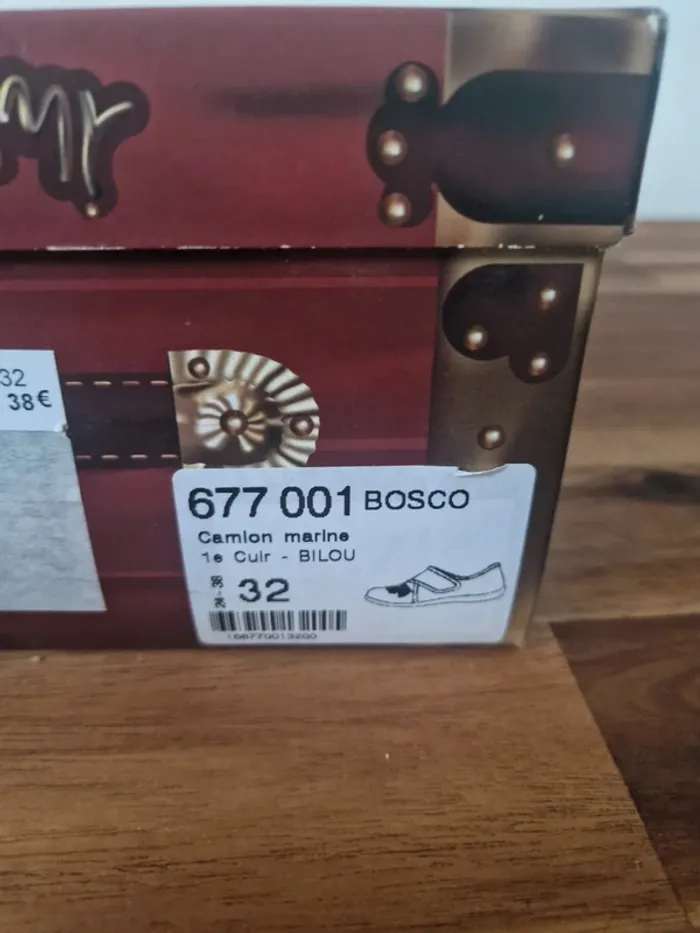 32
38€
677 001 BOSCO
Camion marine
1e Cuir - BILOU
32